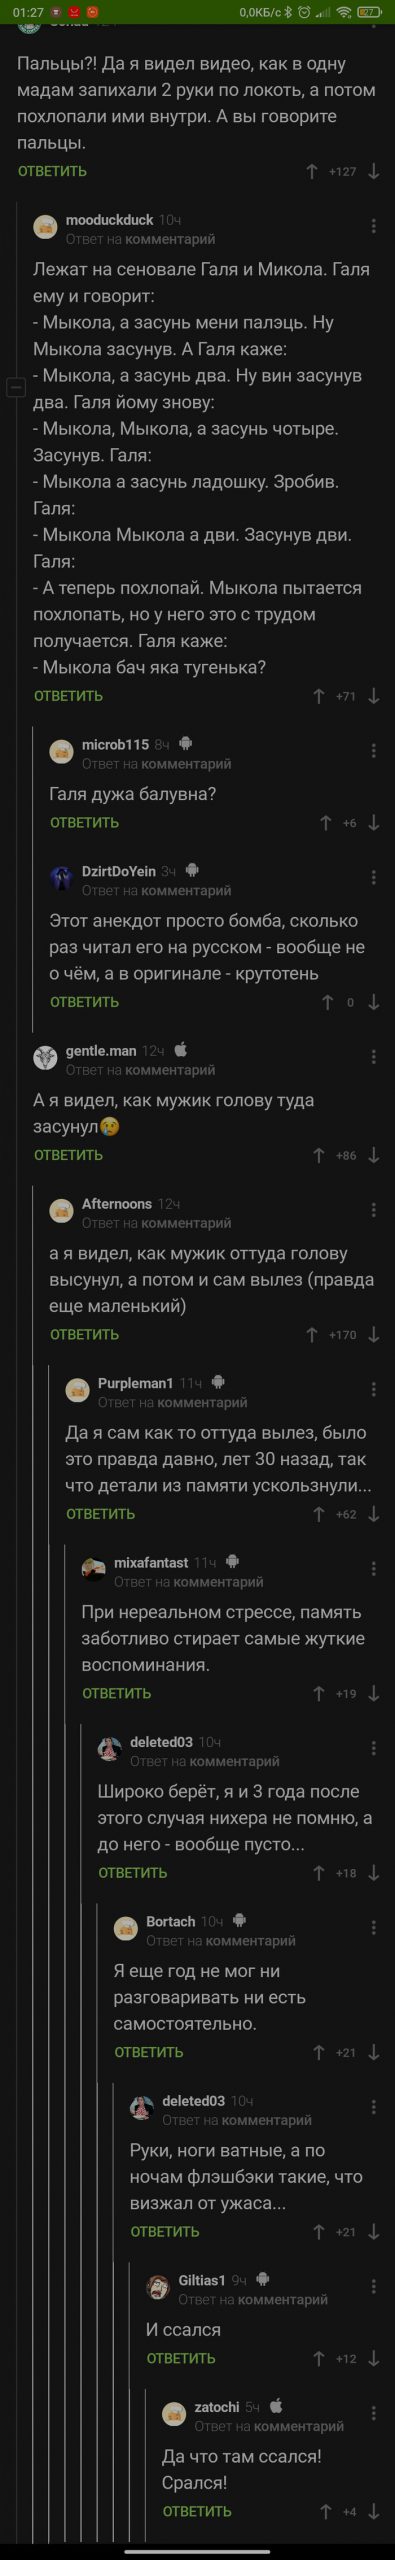 01:27
0,0КБ/с
27
Пальцы?! Да я видел видео, как в одну
мадам запихали 2 руки по локоть, а потом
похлопали ими внутри. А вы говорите
пальцы.
ОТВЕТИТЬ
+127
mooduckduck 10ч
Ответ на комментарий
Лежат на сеновале Галя и Микола. Галя
ему и говорит:
- Мыкола, а засунь мени палэць. Ну
Мыкола засунув. А Галя каже:
- Мыкола, а засунь два. Ну вин засунув
два. Галя йому знову:
- Мыкола, Мыкола, а засунь чотыре.
Засунув. Галя:
- Мыкола а засунь ладошку. Зробив.
Галя:
- Мыкола Мыкола а дви. Засунув дви.
Галя:
- А теперь похлопай. Мыкола пытается
похлопать, но у него это с трудом
получается. Галя каже:
- Мыкола бач яка тугенька?
ОТВЕТИТЬ
+71
microb115 8ч
Ответ на комментарий
Галя дужа балувна?
ОТВЕТИТЬ
+6
DzirtDoYein 3ч
Ответ на комментарий
Этот анекдот просто бомба, сколько
раз читал его на русском - вообще не
о чём, а в оригинале - крутотень
ОТВЕТИТЬ
0
gentle.man 12ч
Ответ на комментарий
А я видел, как мужик голову туда
засунул😢
ОТВЕТИТЬ
+86
Afternoons 12ч
Ответ на комментарий
а я видел, как мужик оттуда голову
высунул, а потом и сам вылез (правда
еще маленький)
ОТВЕТИТЬ
+170
Purpleman1 11ч
Ответ на комментарий
Да я сам как то оттуда вылез, было
это правда давно, лет 30 назад, так
что детали из памяти ускользнули...
ОТВЕТИТЬ
+62
mixafantast 11ч
Ответ на комментарий
При нереальном стрессе, память
заботливо стирает самые жуткие
воспоминания.
ОТВЕТИТЬ
+19
deleted03 10ч
Ответ на комментарий
Широко берёт, я и 3 года после
этого случая нихера не помню, а
до него - вообще пусто...
ОТВЕТИТЬ
+18
Bortach 10ч
Ответ на комментарий
Я еще год не мог ни
разговаривать ни есть
самостоятельно.
ОТВЕТИТЬ
+21
deleted03 10ч
Ответ на комментарий
Руки, ноги ватные, а по
ночам флэшбэки такие, что
визжал от ужаса...
ОТВЕТИТЬ
+21
Giltias1 9ч
Ответ на комментарий
И ссался
ОТВЕТИТЬ
+12
zatochi 5ч
Ответ на комментарий
Да что там ссался!
Срался!
ОТВЕТИТЬ
+4